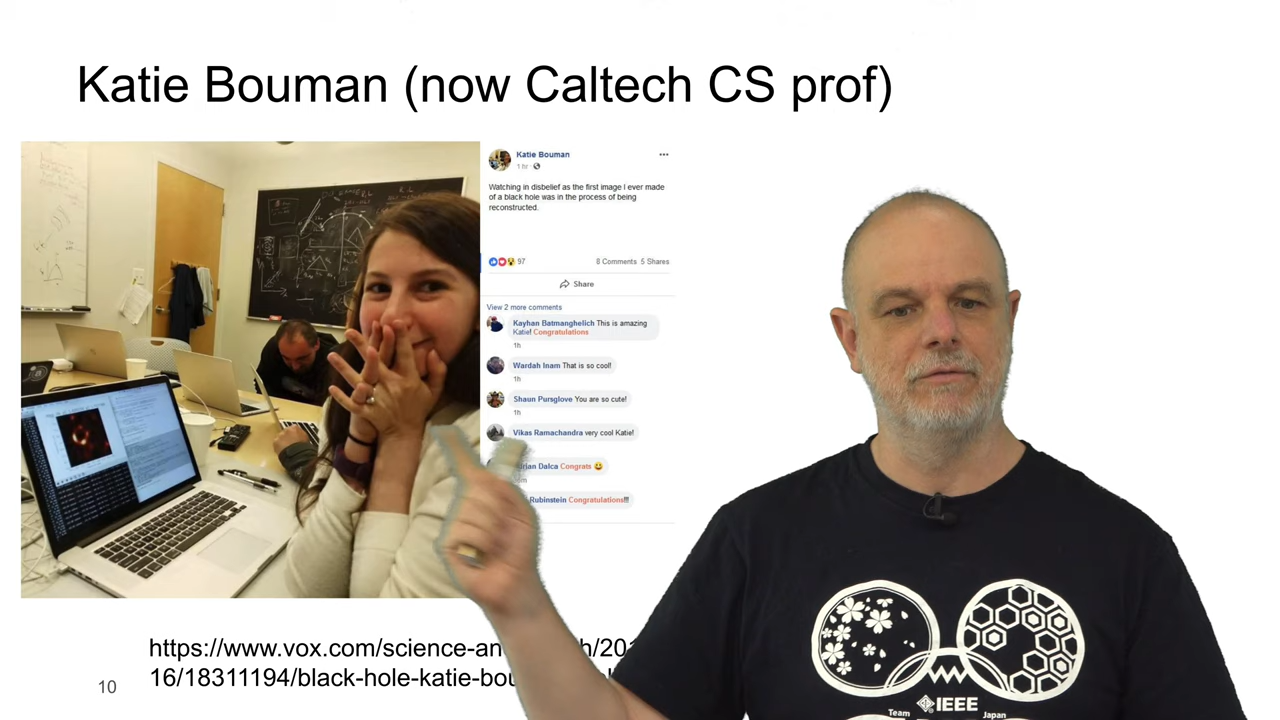 Katie Bouman (now Caltech CS prof)
Katie Bouman
1 hr
Watching in disbelief as the first image I ever made
of a black hole was in the process of being
reconstructed.
97
8 Comments 5 Shares
Share
View 2 more comments
Kayhan Batmanghelich This is amazing
Katie! Congratulations
1h
Wardah Inam That is so cool!
1h
Shaun Pursglove You are so cute!
1h
Vikas Ramachandra very cool Katie!
Dalca Congrats
Rubinstein Congratulations!!!
https://www.vox.com/science-an h/20
16/18311194/black-hole-katie-bou
10
IEEE
Team Japan